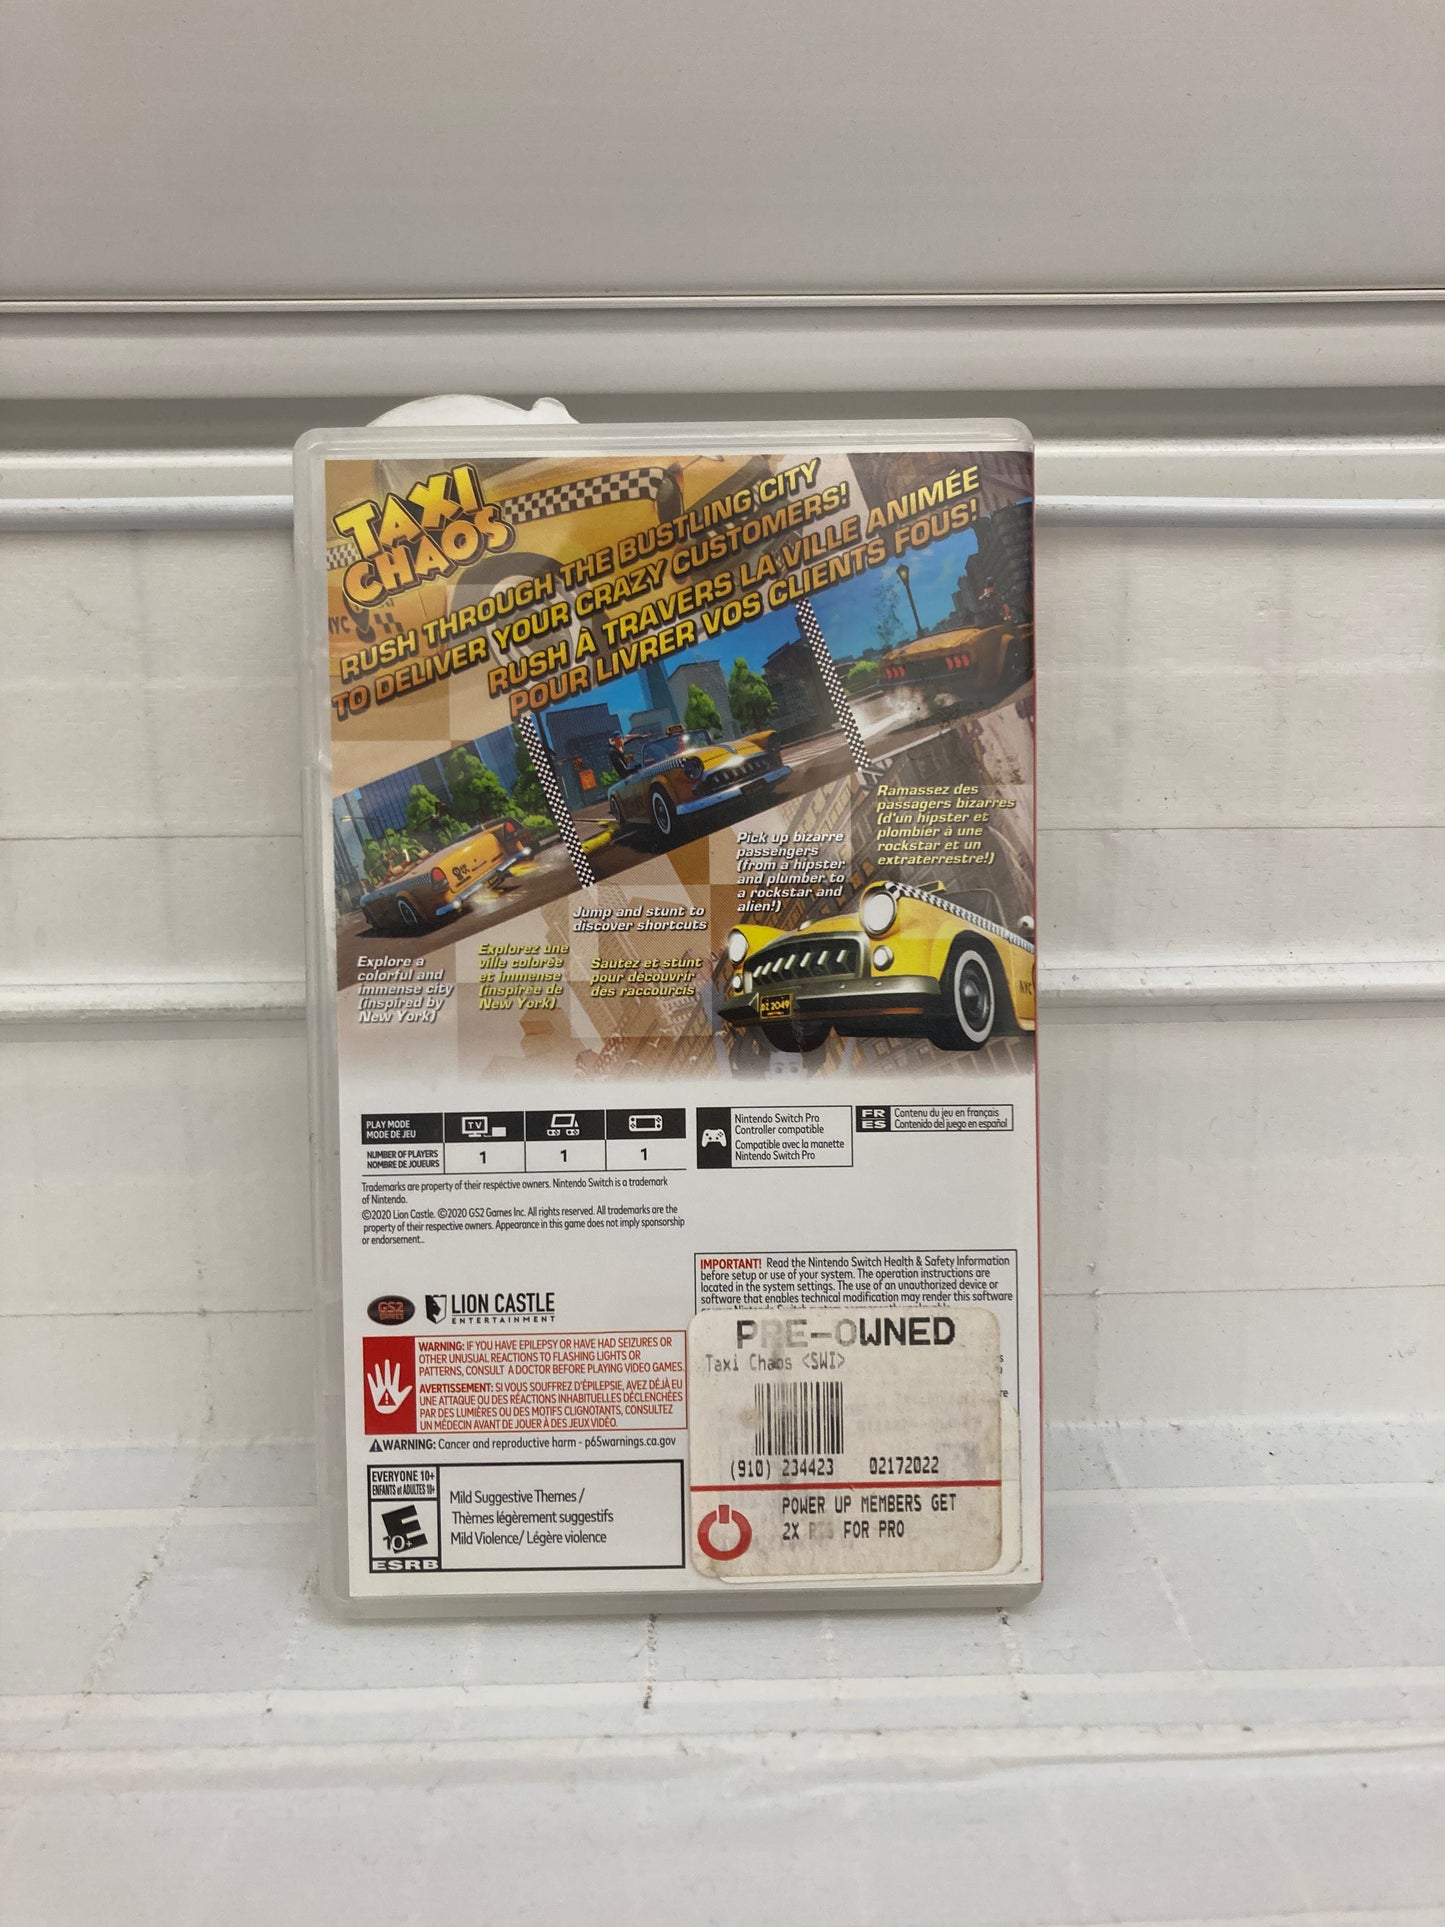 TAXI
CHAOS
RUSH THROUGH THE BUSTLING CITY
TO DELIVER YOUR CRAZY CUSTOMERS!
RUSH À TRAVERS LA VILLE ANIMÉE
POUR LIVRER VOS CLIENTS FOUS!
NYC
Explore a
colorful and
immense city
(inspired by
New York)
Explorez une
ville colorée
et immense
(inspirée de
New York)
Jump and stunt to
discover shortcuts
Sautez et stunt
pour découvrir
des raccourcis
Pick up bizarre
passengers
(from a hipster
and plumber to
a rockstar and
alien!)
Ramassez des
passagers bizarres
(d'un hipster et
plombier à une
rockstar et un
extraterrestre!)
DZ 2049
NYC
PLAY MODE
MODE DE JEU
TV
NUMBER OF PLAYERS
NOMBRE DE JOUEURS
1
1
1
Nintendo Switch Pro
Controller compatible
Compatible avec la manette
Nintendo Switch Pro
FR
ES
Contenu du jeu en français
Contenido del juego en español
Trademarks are property of their respective owners. Nintendo Switch is a trademark
of Nintendo.
©2020 Lion Castle. ©2020 GS2 Games Inc. All rights reserved. All trademarks are the
property of their respective owners. Appearance in this game does not imply sponsorship
or endorsement..
GS2
GAMES
LION CASTLE
ENTERTAINMENT
IMPORTANT! Read the Nintendo Switch Health & Safety Information
before setup or use of your system. The operation instructions are
located in the system settings. The use of an unauthorized device or
software that enables technical modification may render this software
WARNING: IF YOU HAVE EPILEPSY OR HAVE HAD SEIZURES OR
OTHER UNUSUAL REACTIONS TO FLASHING LIGHTS OR
PATTERNS, CONSULT A DOCTOR BEFORE PLAYING VIDEO GAMES.
AVERTISSEMENT: SI VOUS SOUFFREZ D'ÉPILEPSIE, AVEZ DÉJÀ EU
UNE ATTAQUE OU DES RÉACTIONS INHABITUELLES DÉCLENCHÉES
PAR DES LUMIÈRES OU DES MOTIFS CLIGNOTANTS, CONSULTEZ
UN MÉDECIN AVANT DE JOUER À DES JEUX VIDÉO.
WARNING: Cancer and reproductive harm - p65warnings.ca.gov
EVERYONE 10+
ENFANTS et ADULTES 10+
E
10+
ESRB
Mild Suggestive Themes /
Thèmes légèrement suggestifs
Mild Violence/ Légère violence
PRE-OWNED
Taxi Chaos <SWI>
(910) 234423 02172022
POWER UP MEMBERS GET
2X PTS FOR PRO